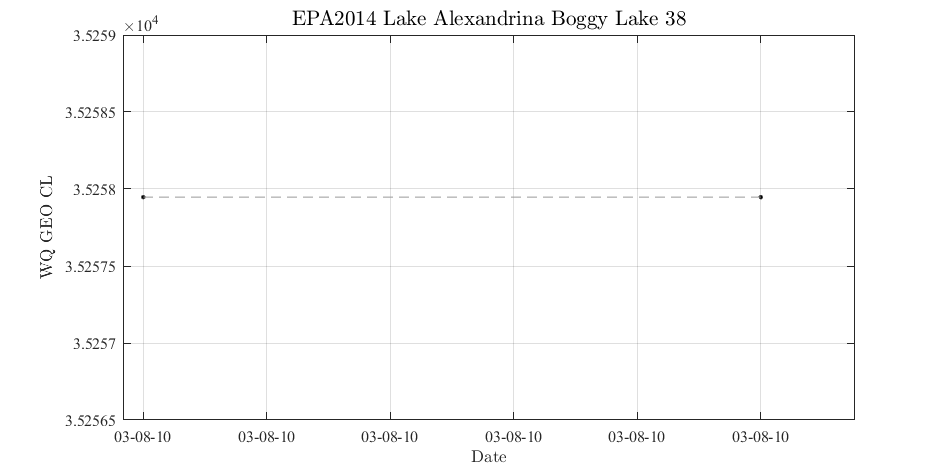 EPA2014 Lake Alexandrina Boggy Lake 38
×10⁴
3.5259
3.52585
3.5258
3.52575
3.5257
3.52565
WQ GEO CL
03-08-10 03-08-10 03-08-10 03-08-10 03-08-10 03-08-10
Date